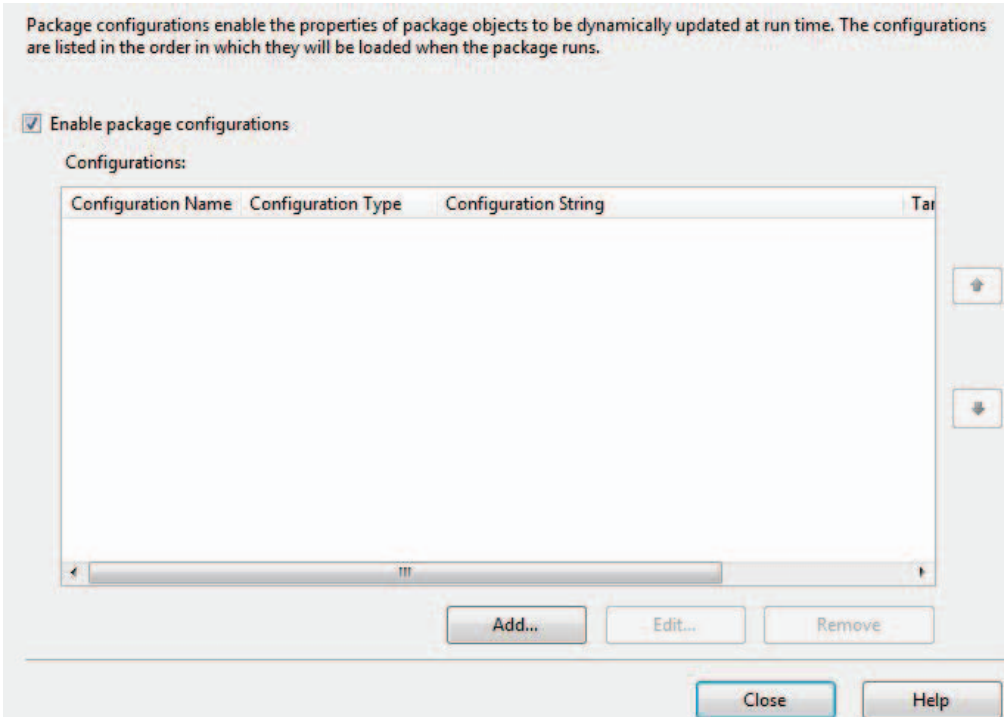 Package configurations enable the properties of package objects to be dynamically updated at run time. The configurations
are listed in the order in which they will be loaded when the package runs.
Enable package configurations
Configurations:
Configuration Name Configuration Type Configuration String Tar
Add... Edit... Remove
Close Help